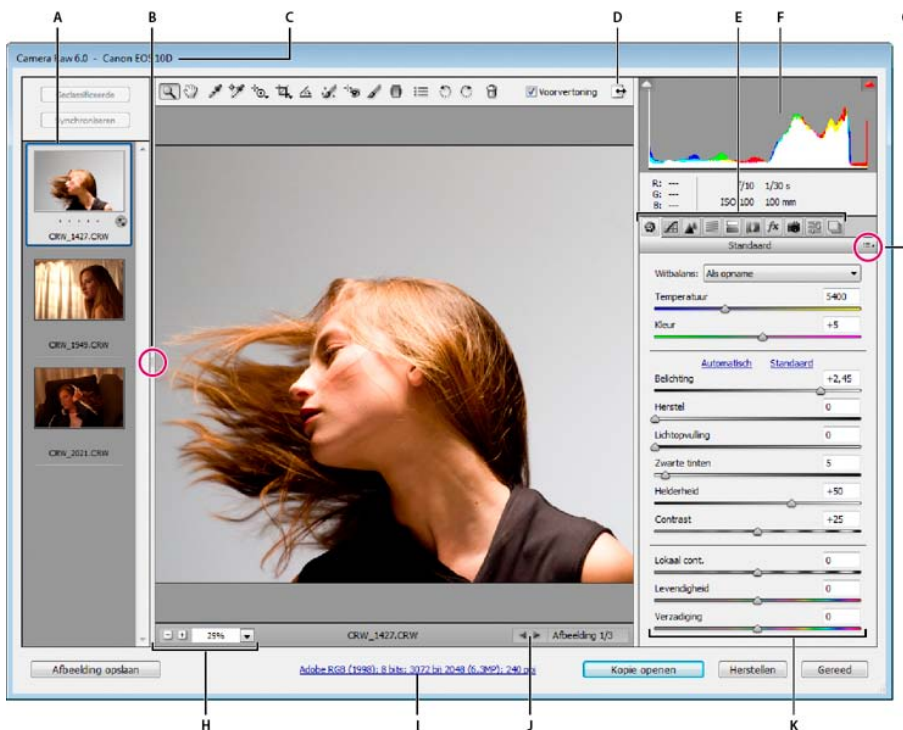 A B C D E F
Camera Raw 6.0 - Canon EOS 10D
Voorvertoning
Synchroniseren
CRW_1427.CRW
CRW_1949.CRW
CRW_2021.CRW
R: ---
G: ---
B: ---
1/30 s
ISO 100 100 mm
fx
Standaard
Witbalans: Als opname
Temperatuur 5400
Kleur +5
Automatisch Standaard
Belichting +2,45
Herstel 0
Lichtopvulling 0
Zwarte tinten 5
Helderheid +50
Contrast +25
Lokaal cont. 0
Levendigheid 0
Verzadiging 0
25% CRW_1427.CRW Afbeelding 1/3
Afbeelding opslaan Adobe RGB (1998); 8 bits; 3072 bij 2048 (6,3MP); 240 ppi Kopie openen Herstellen Gereed
H I J K